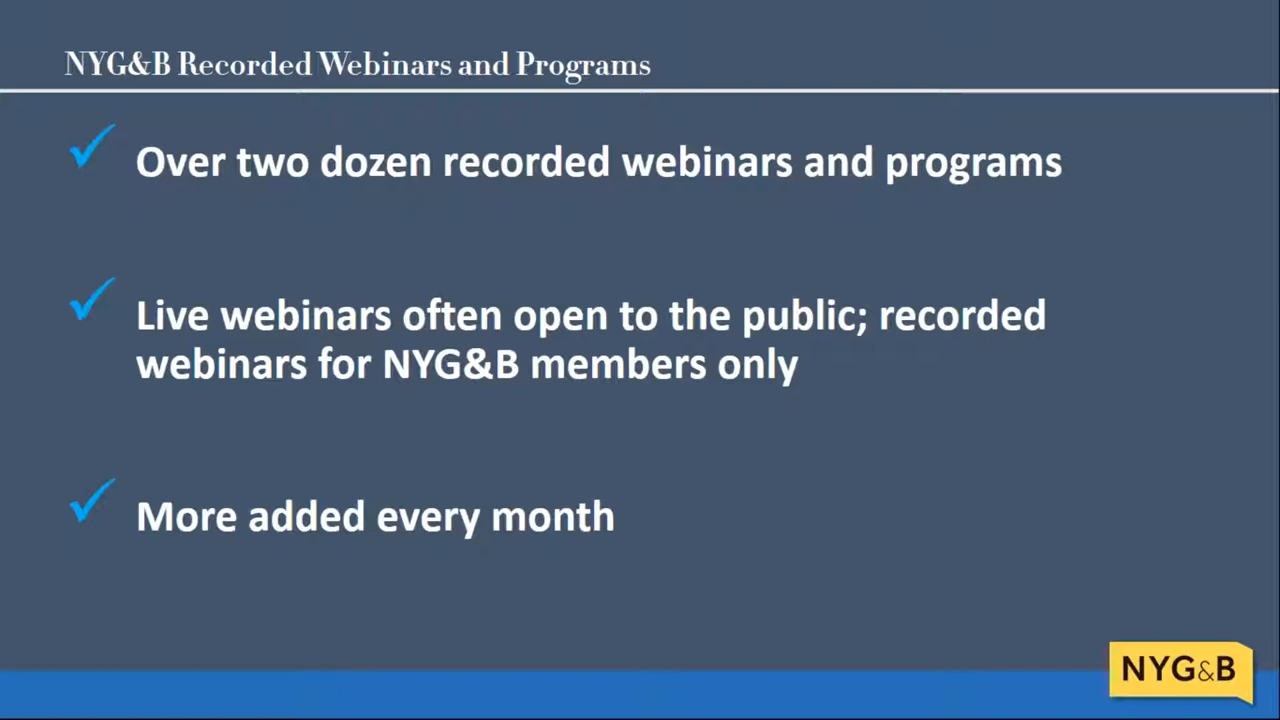 NYG&B Recorded Webinars and Programs
Over two dozen recorded webinars and programs
Live webinars often open to the public; recorded
webinars for NYG&B members only
More added every month
NYG&B